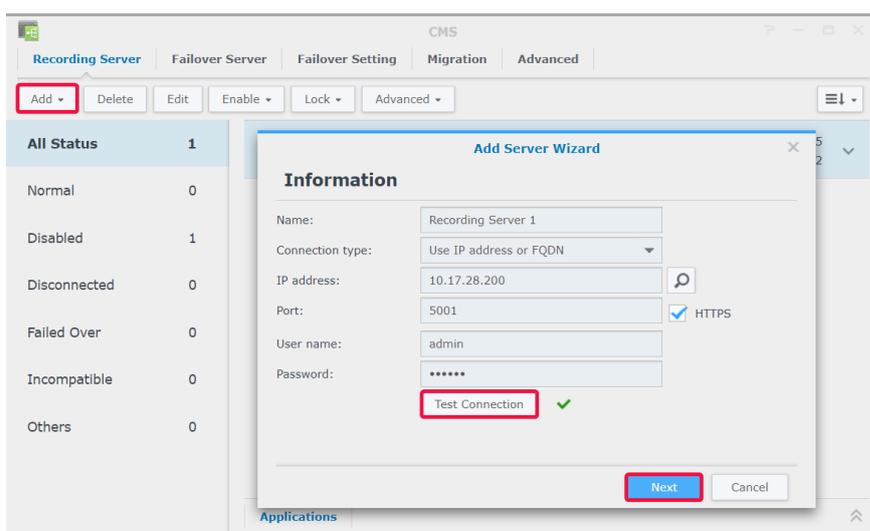 CMS
Recording Server Failover Server Failover Setting Migration Advanced
Add Delete Edit Enable Lock Advanced
All Status 1
Normal 0
Disabled 1
Disconnected 0
Failed Over 0
Incompatible 0
Others 0
5
2
Add Server Wizard
Information
Name: Recording Server 1
Connection type: Use IP address or FQDN
IP address: 10.17.28.200
Port: 5001 HTTPS
User name: admin
Password: ••••••
Test Connection
Next Cancel
Applications